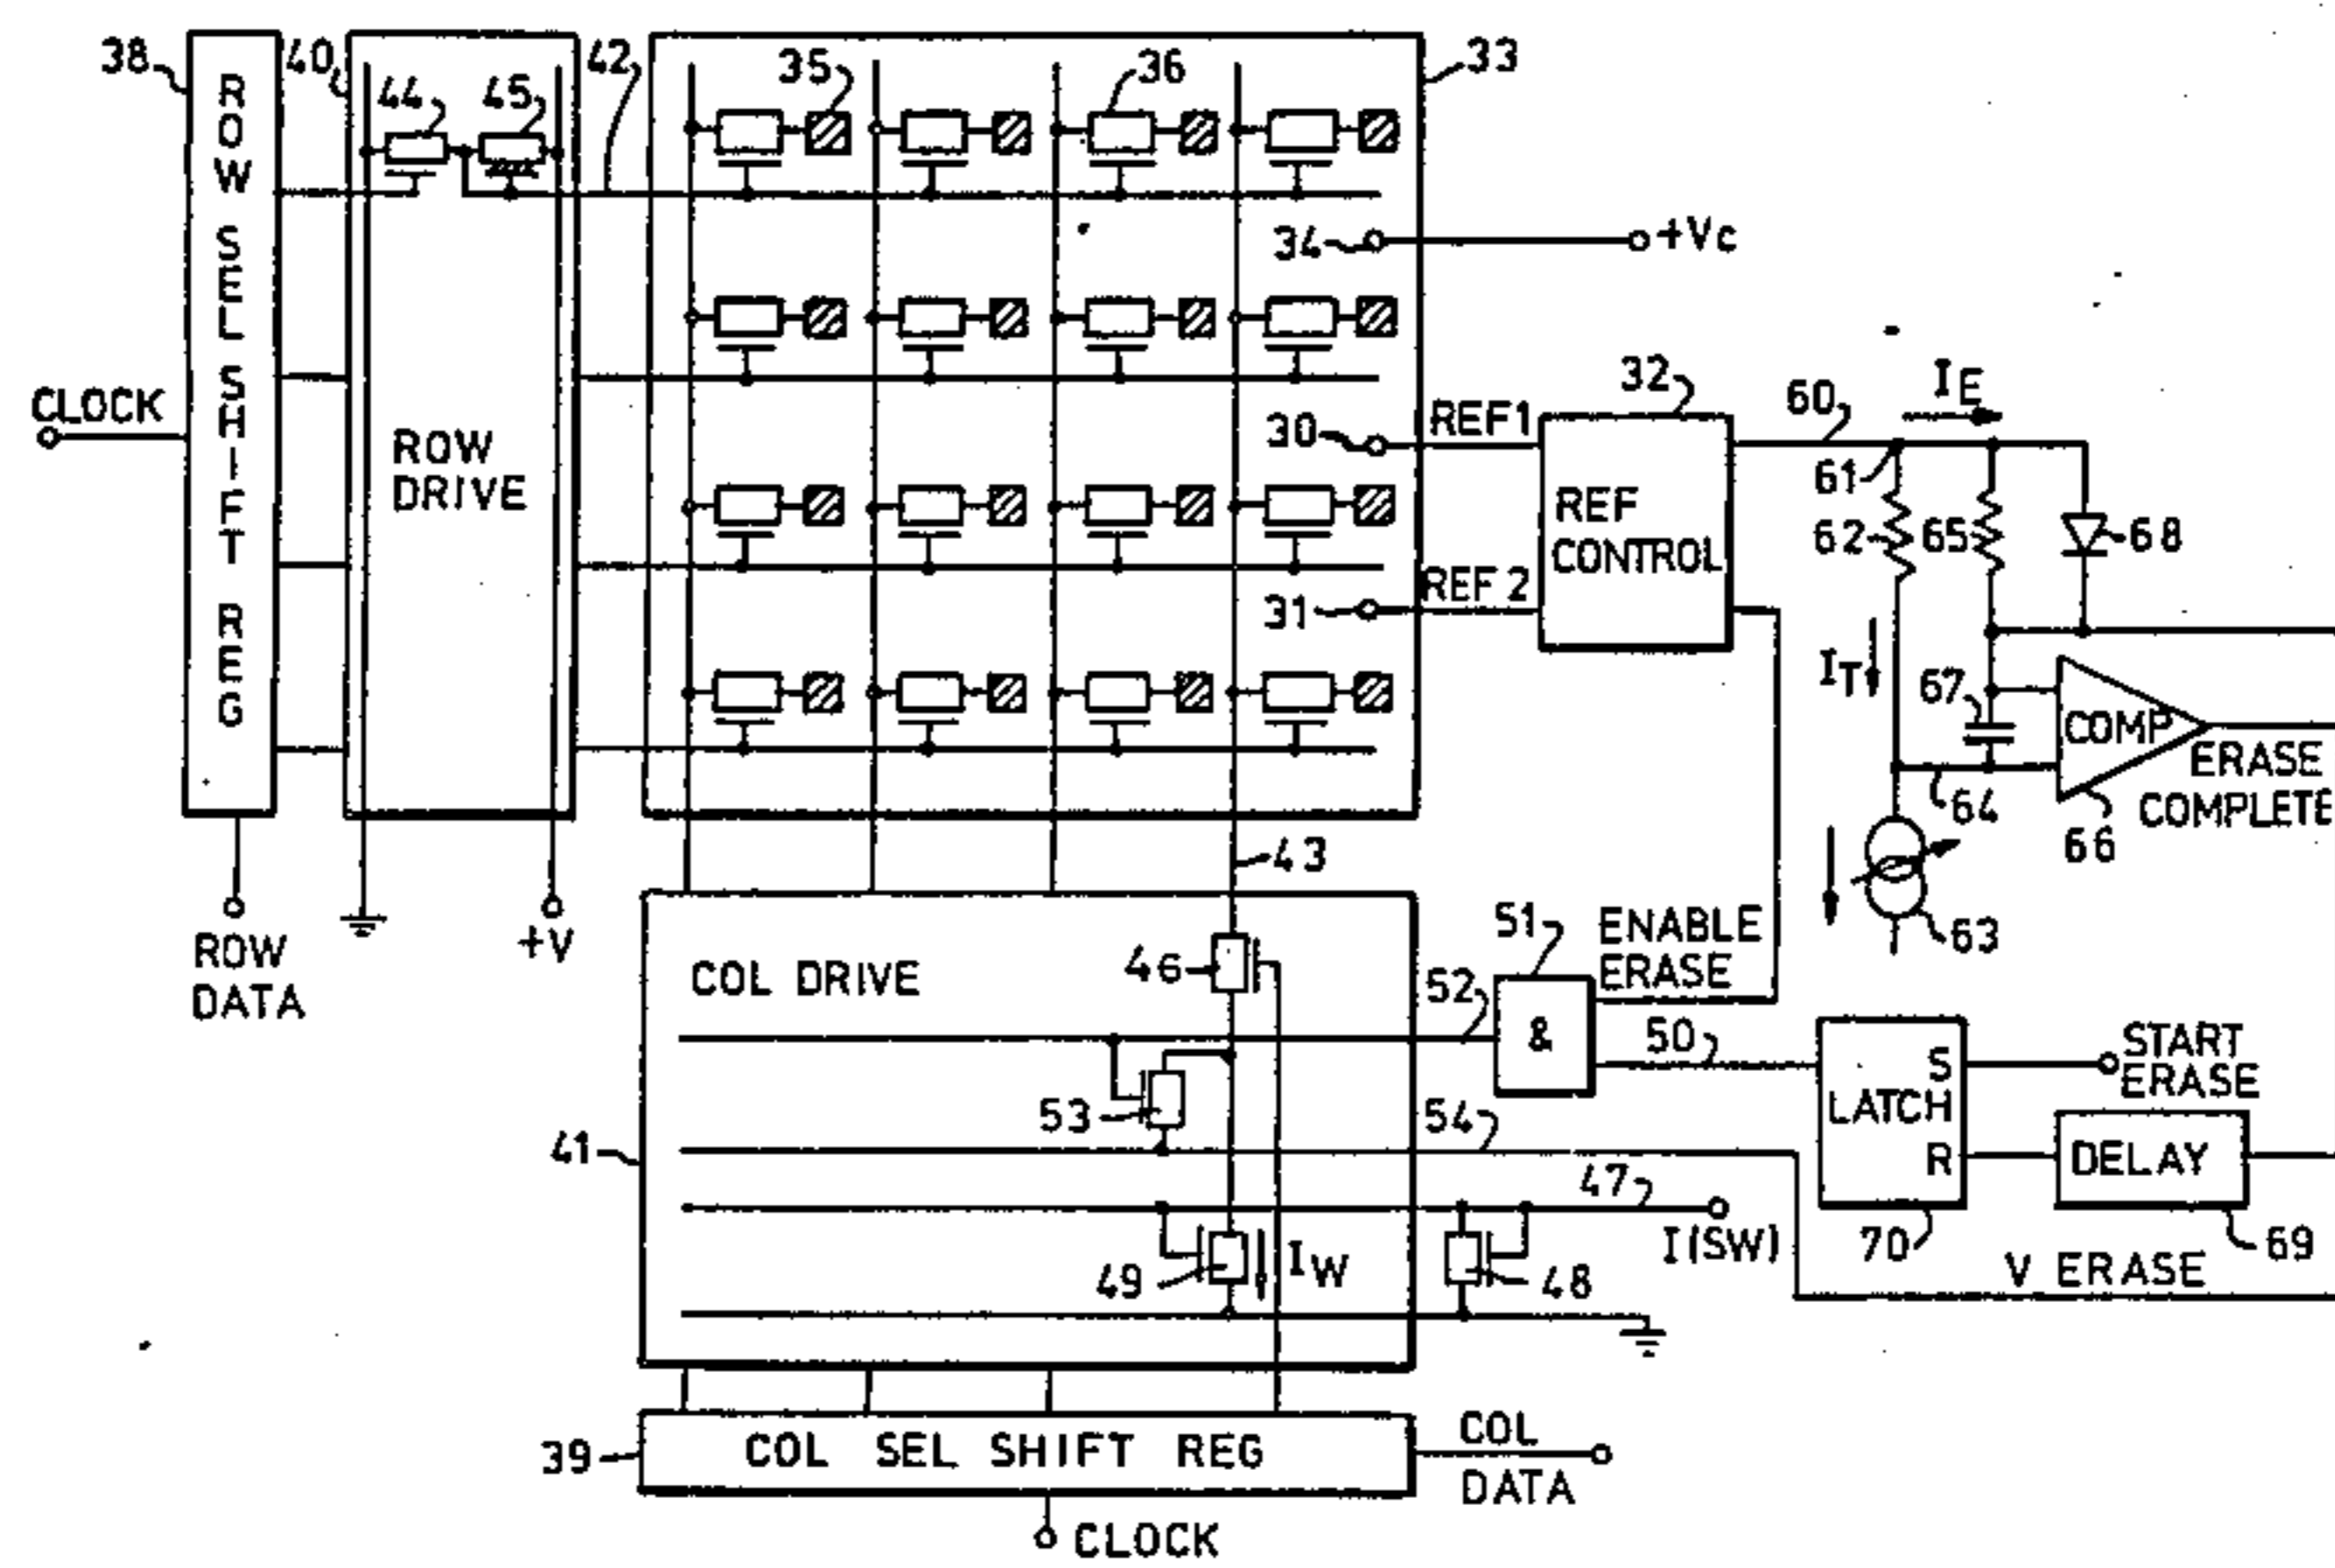 38
40
44
45
42
35
36
33
ROW SEL SHIFT REG
34
+Vc
CLOCK
ROW
DRIVE
30
REF1
32
REF
CONTROL
60
IE
61
62
65
68
31
REF 2
IT
67
COMP
ERASE
COMPLETE
64
66
63
43
ROW
DATA
+V
COL DRIVE
46
51
ENABLE
ERASE
52
&
50
LATCH
S
R
START
ERASE
53
54
DELAY
41
47
I(SW)
70
69
49
IW
48
V ERASE
39
COL SEL SHIFT REG
COL
DATA
CLOCK